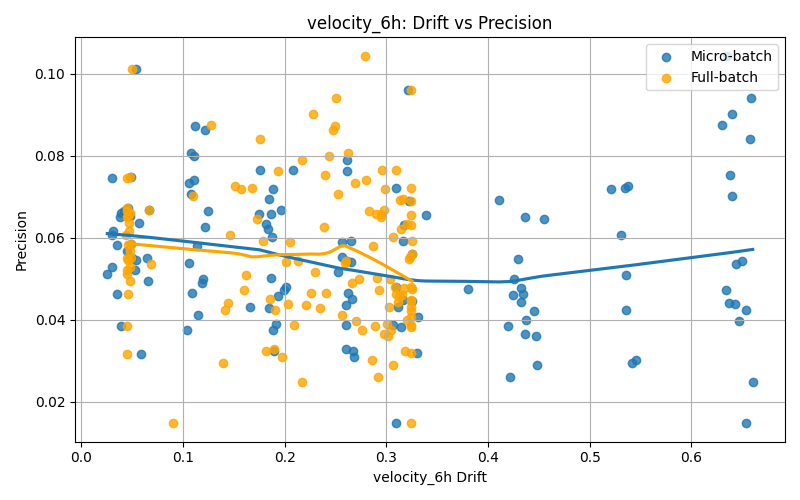 velocity_6h: Drift vs Precision
Micro-batch
Full-batch
Precision
0.10
0.08
0.06
0.04
0.02
0.0 0.1 0.2 0.3 0.4 0.5 0.6
velocity_6h Drift